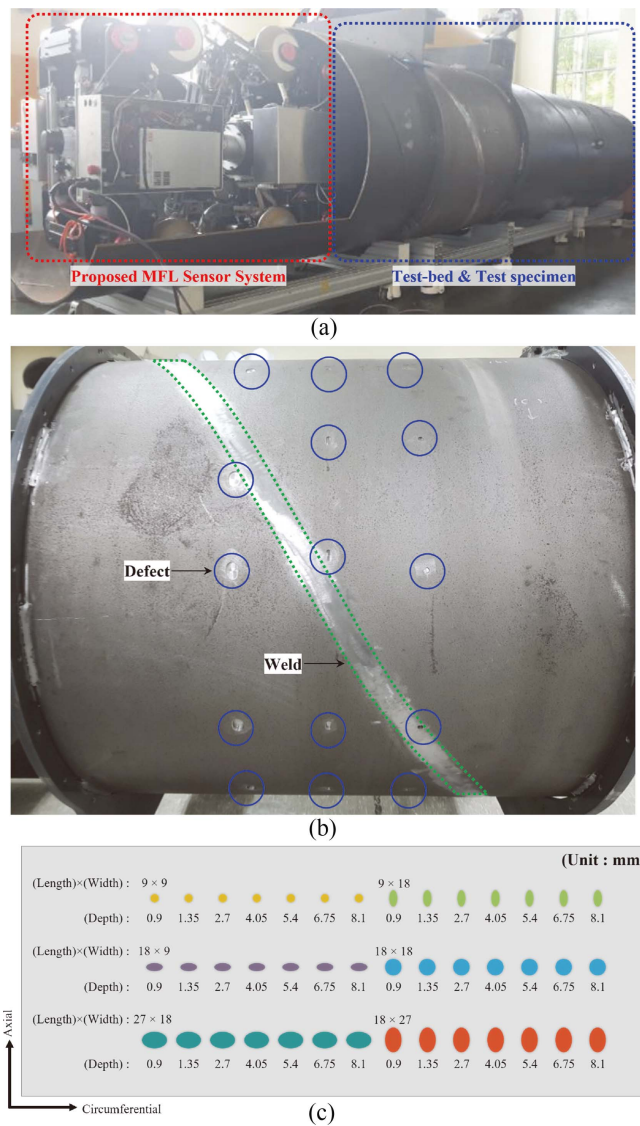 Proposed MFL Sensor System
Test-bed & Test specimen
(a)
Defect
Weld
(b)
(Unit : mm
(Length)×(Width) : 9 × 9 9 × 18
(Depth) : 0.9 1.35 2.7 4.05 5.4 6.75 8.1 0.9 1.35 2.7 4.05 5.4 6.75 8.1
(Length)×(Width) : 18 × 9 18 × 18
(Depth) : 0.9 1.35 2.7 4.05 5.4 6.75 8.1 0.9 1.35 2.7 4.05 5.4 6.75 8.1
(Length)×(Width) : 27 × 18 18 × 27
(Depth) : 0.9 1.35 2.7 4.05 5.4 6.75 8.1 0.9 1.35 2.7 4.05 5.4 6.75 8.1
Axial
Circumferential
(c)